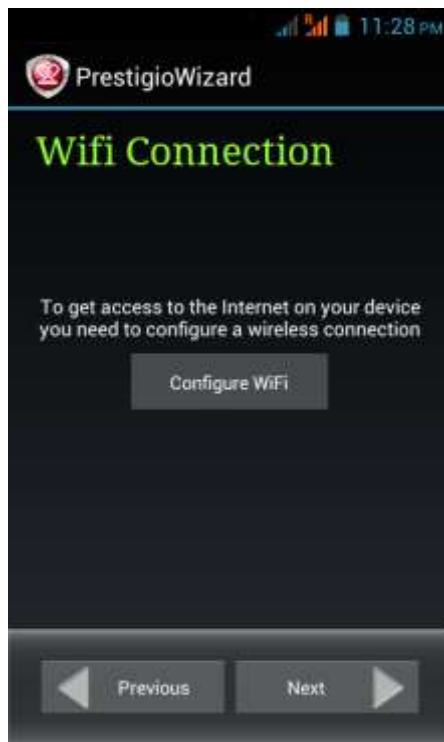 11:28 PM
PrestigioWizard
Wifi Connection
To get access to the Internet on your device
you need to configure a wireless connection
Configure WiFi
Previous
Next